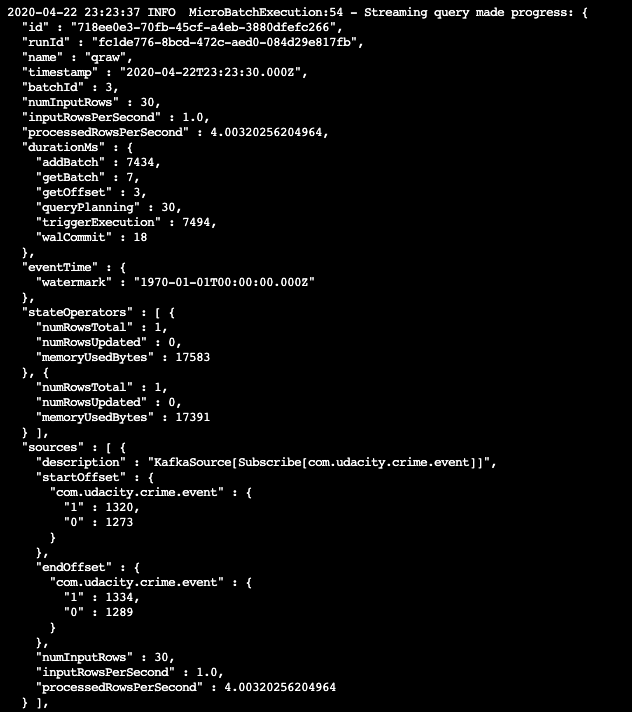 2020-04-22 23:23:37 INFO  MicroBatchExecution:54 - Streaming query made progress: {
  "id" : "718ee0e3-70fb-45cf-a4eb-3880dfefc266",
  "runId" : "fc1de776-8bcd-472c-aed0-084d29e817fb",
  "name" : "qraw",
  "timestamp" : "2020-04-22T23:23:30.000Z",
  "batchId" : 3,
  "numInputRows" : 30,
  "inputRowsPerSecond" : 1.0,
  "processedRowsPerSecond" : 4.00320256204964,
  "durationMs" : {
    "addBatch" : 7434,
    "getBatch" : 7,
    "getOffset" : 3,
    "queryPlanning" : 30,
    "triggerExecution" : 7494,
    "walCommit" : 18
  },
  "eventTime" : {
    "watermark" : "1970-01-01T00:00:00.000Z"
  },
  "stateOperators" : [ {
    "numRowsTotal" : 1,
    "numRowsUpdated" : 0,
    "memoryUsedBytes" : 17583
  }, {
    "numRowsTotal" : 1,
    "numRowsUpdated" : 0,
    "memoryUsedBytes" : 17391
  } ],
  "sources" : [ {
    "description" : "KafkaSource[Subscribe[com.udacity.crime.event]]",
    "startOffset" : {
      "com.udacity.crime.event" : {
        "1" : 1320,
        "0" : 1273
      }
    },
    "endOffset" : {
      "com.udacity.crime.event" : {
        "1" : 1334,
        "0" : 1289
      }
    },
    "numInputRows" : 30,
    "inputRowsPerSecond" : 1.0,
    "processedRowsPerSecond" : 4.00320256204964
  } ],